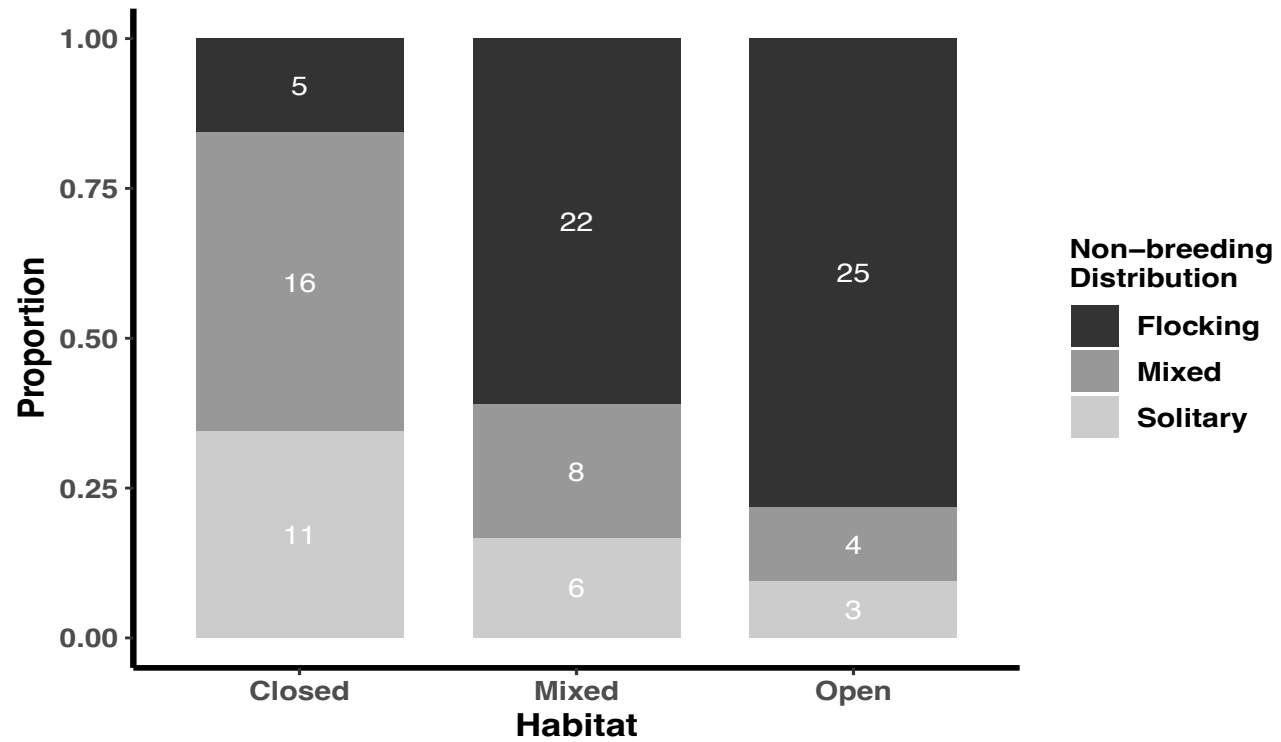 1.00
0.75
0.50
0.25
0.00
Proportion
5
16
11
22
8
6
25
4
3
Closed
Mixed
Open
Habitat
Non–breeding
Distribution
Flocking
Mixed
Solitary